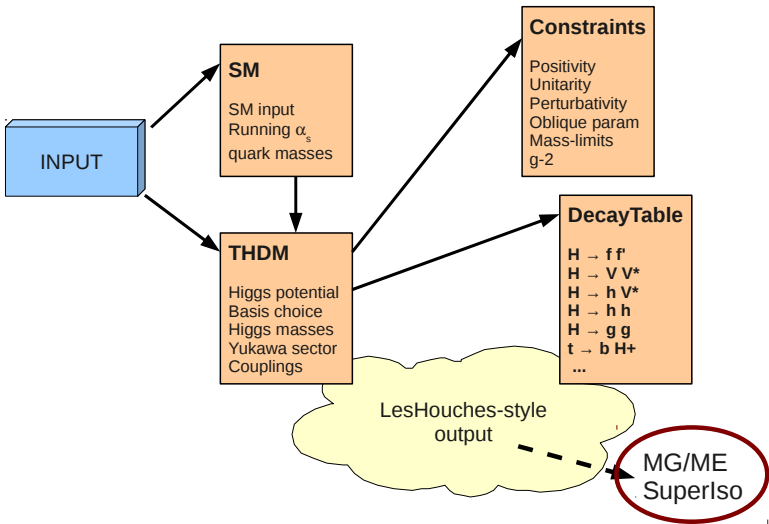 INPUT
SM
SM input
Running αs
quark masses
THDM
Higgs potential
Basis choice
Higgs masses
Yukawa sector
Couplings
Constraints
Positivity
Unitarity
Perturbativity
Oblique param
Mass-limits
g-2
DecayTable
H → f f'
H → V V*
H → h V*
H → h h
H → g g
t → b H+
...
LesHouches-style
output
MG/ME
SuperIso